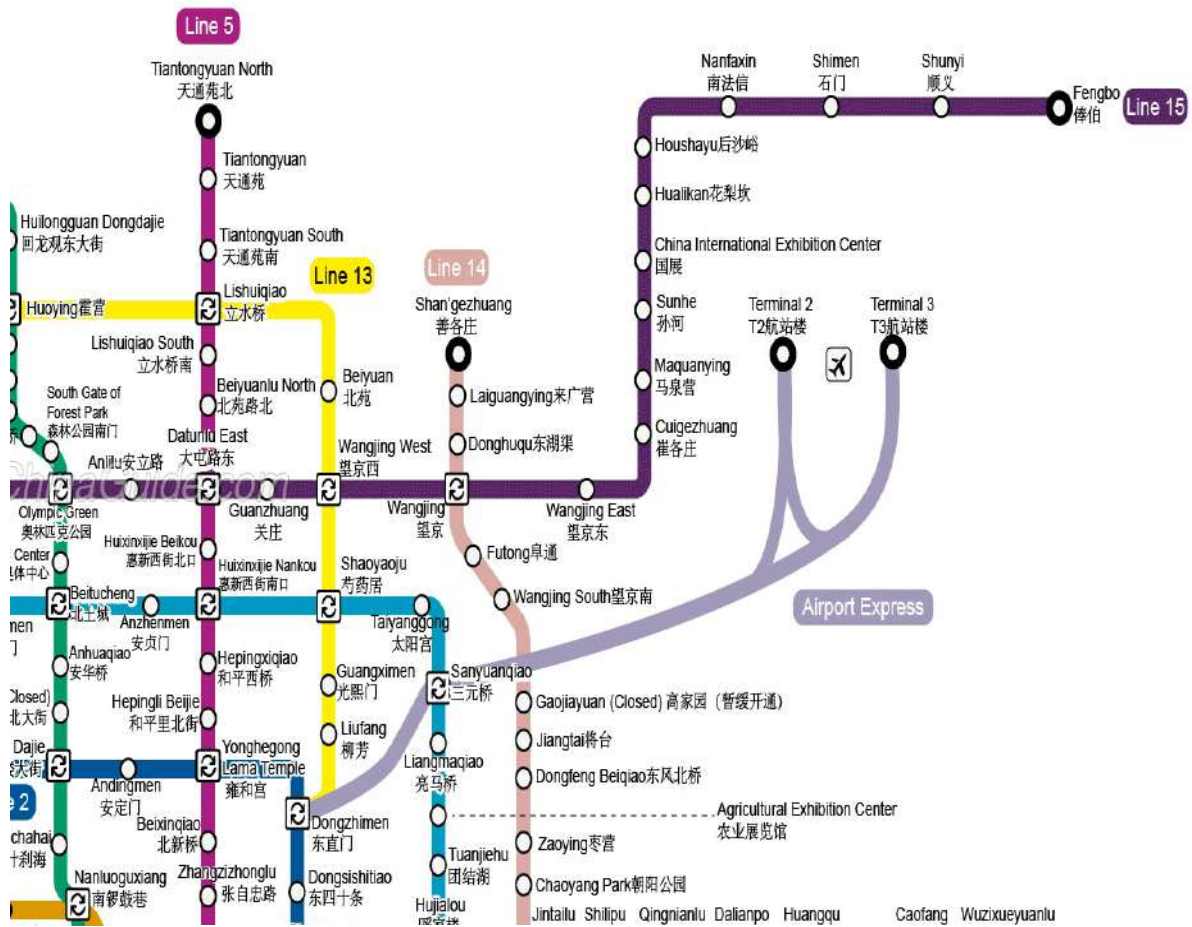 Line 5
Tiantongyuan North
天通苑北
Nanfaxin
南法信
Shimen
石门
Shunyi
顺义
Fengbo
俸伯
Line 15
Tiantongyuan
天通苑
Houshayu后沙峪
Hualikan花梨坎
Huilongguan Dongdajie
回龙观东大街
Tiantongyuan South
天通苑南
China International Exhibition Center
国展
Line 13
Line 14
Huoying霍营
Lishuiqiao
立水桥
Shan'gezhuang
善各庄
Sunhe
孙河
Terminal 2
T2航站楼
Terminal 3
T3航站楼
Lishuiqiao South
立水桥南
Beiyuanlu North
北苑路北
Beiyuan
北苑
Laiguangying来广营
Maquanying
马泉营
South Gate of
Forest Park
森林公园南门
Datunlu East
大屯路东
Wangjing West
望京西
Donghuqu东湖渠
Cuigezhuang
崔各庄
Anlilu安立路
ChinaGuide.com
Olympic Green
奥林匹克公园
Guanzhuang
关庄
Wangjing
望京
Wangjing East
望京东
Center
体中心
Huixinxijie Beikou
惠新西街北口
Huixinxijie Nankou
惠新西街南口
Shaoyaoju
芍药居
Futong阜通
Beitucheng
北土城
Anzhenmen
安贞门
Taiyanggong
太阳宫
Wangjing South望京南
Airport Express
men
门
Anhuaqiao
安华桥
Hepingxiqiao
和平西桥
Guangximen
光熙门
Sanyuanqiao
三元桥
Closed)
北大街
Hepingli Beijie
和平里北街
Liufang
柳芳
Gaojiayuan (Closed) 高家园（暂缓开通）
Jiangtai将台
Dajie
大街
Andingmen
安定门
Yonghegong
Lama Temple
雍和宫
Liangmaqiao
亮马桥
Dongfeng Beiqiao东风北桥
e 2
Beixinqiao
北新桥
Dongzhimen
东直门
Agricultural Exhibition Center
农业展览馆
chahai
什刹海
Tuanjiehu
团结湖
Zaoying枣营
Nanluoguxiang
南锣鼓巷
Zhangzizhonglu
张自忠路
Dongsishitiao
东四十条
Chaoyang Park朝阳公园
Hujialou
Jintailu Shilipu Qingnianlu Dalianpo Huangqu Caofang Wuzixueyuanlu